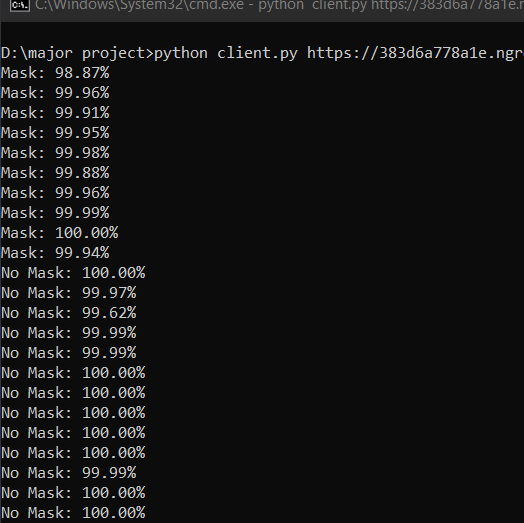 C:\Windows\System32\cmd.exe - python client.py https://383d6a778a1e.
D:\major project>python client.py https://383d6a778a1e.ngr
Mask: 98.87%
Mask: 99.96%
Mask: 99.91%
Mask: 99.95%
Mask: 99.98%
Mask: 99.88%
Mask: 99.96%
Mask: 99.99%
Mask: 100.00%
Mask: 99.94%
No Mask: 100.00%
No Mask: 99.97%
No Mask: 99.62%
No Mask: 99.99%
No Mask: 99.99%
No Mask: 100.00%
No Mask: 100.00%
No Mask: 100.00%
No Mask: 100.00%
No Mask: 100.00%
No Mask: 99.99%
No Mask: 100.00%
No Mask: 100.00%